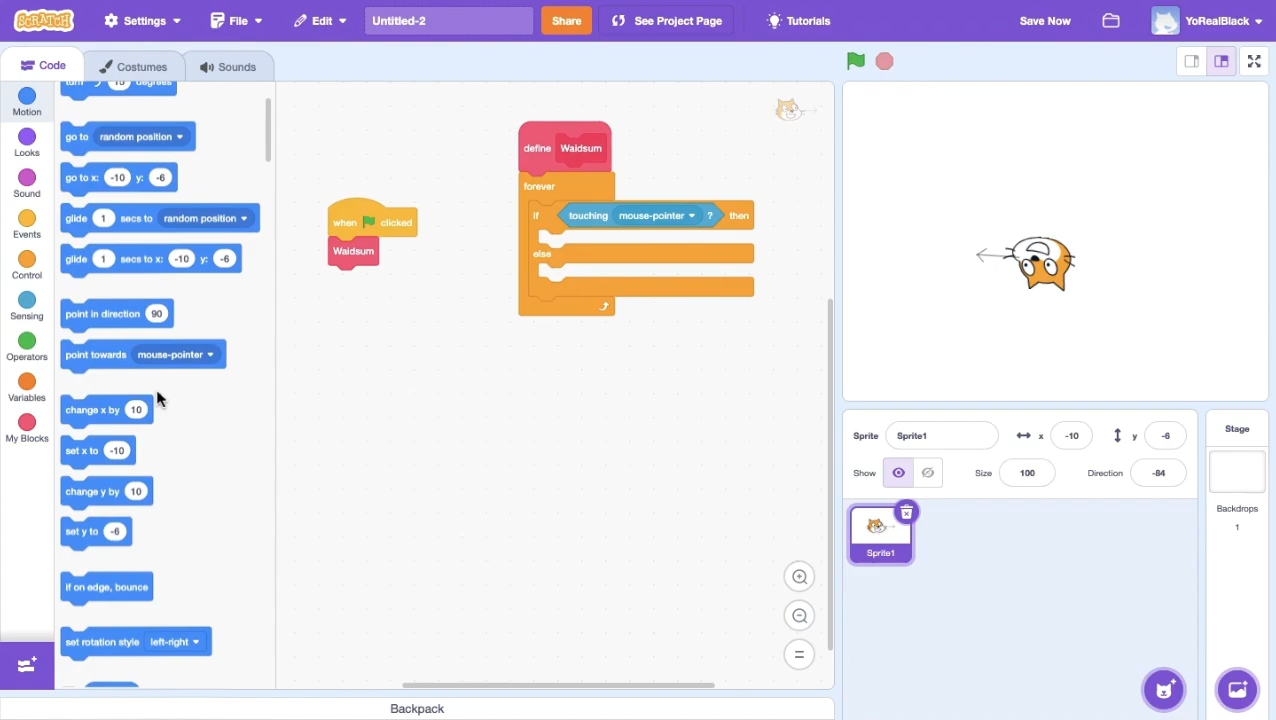 SCRATCH Settings File Edit Untitled-2 Share See Project Page Tutorials Save Now YoRealBlack
Code Costumes Sounds
Motion
Looks
Sound
Events
Control
Sensing
Operators
Variables
My Blocks
turn 15 degrees
go to random position
go to x: -10 y: -6
glide 1 secs to random position
glide 1 secs to x: -10 y: -6
point in direction 90
point towards mouse-pointer
change x by 10
set x to -10
change y by 10
set y to -6
if on edge, bounce
set rotation style left-right
when clicked
Waidsum
define Waidsum
forever
if touching mouse-pointer ? then
else
Sprite Sprite1 x -10 y -6
Show Size 100 Direction -84
Sprite1
Stage
Backdrops
1
Backpack